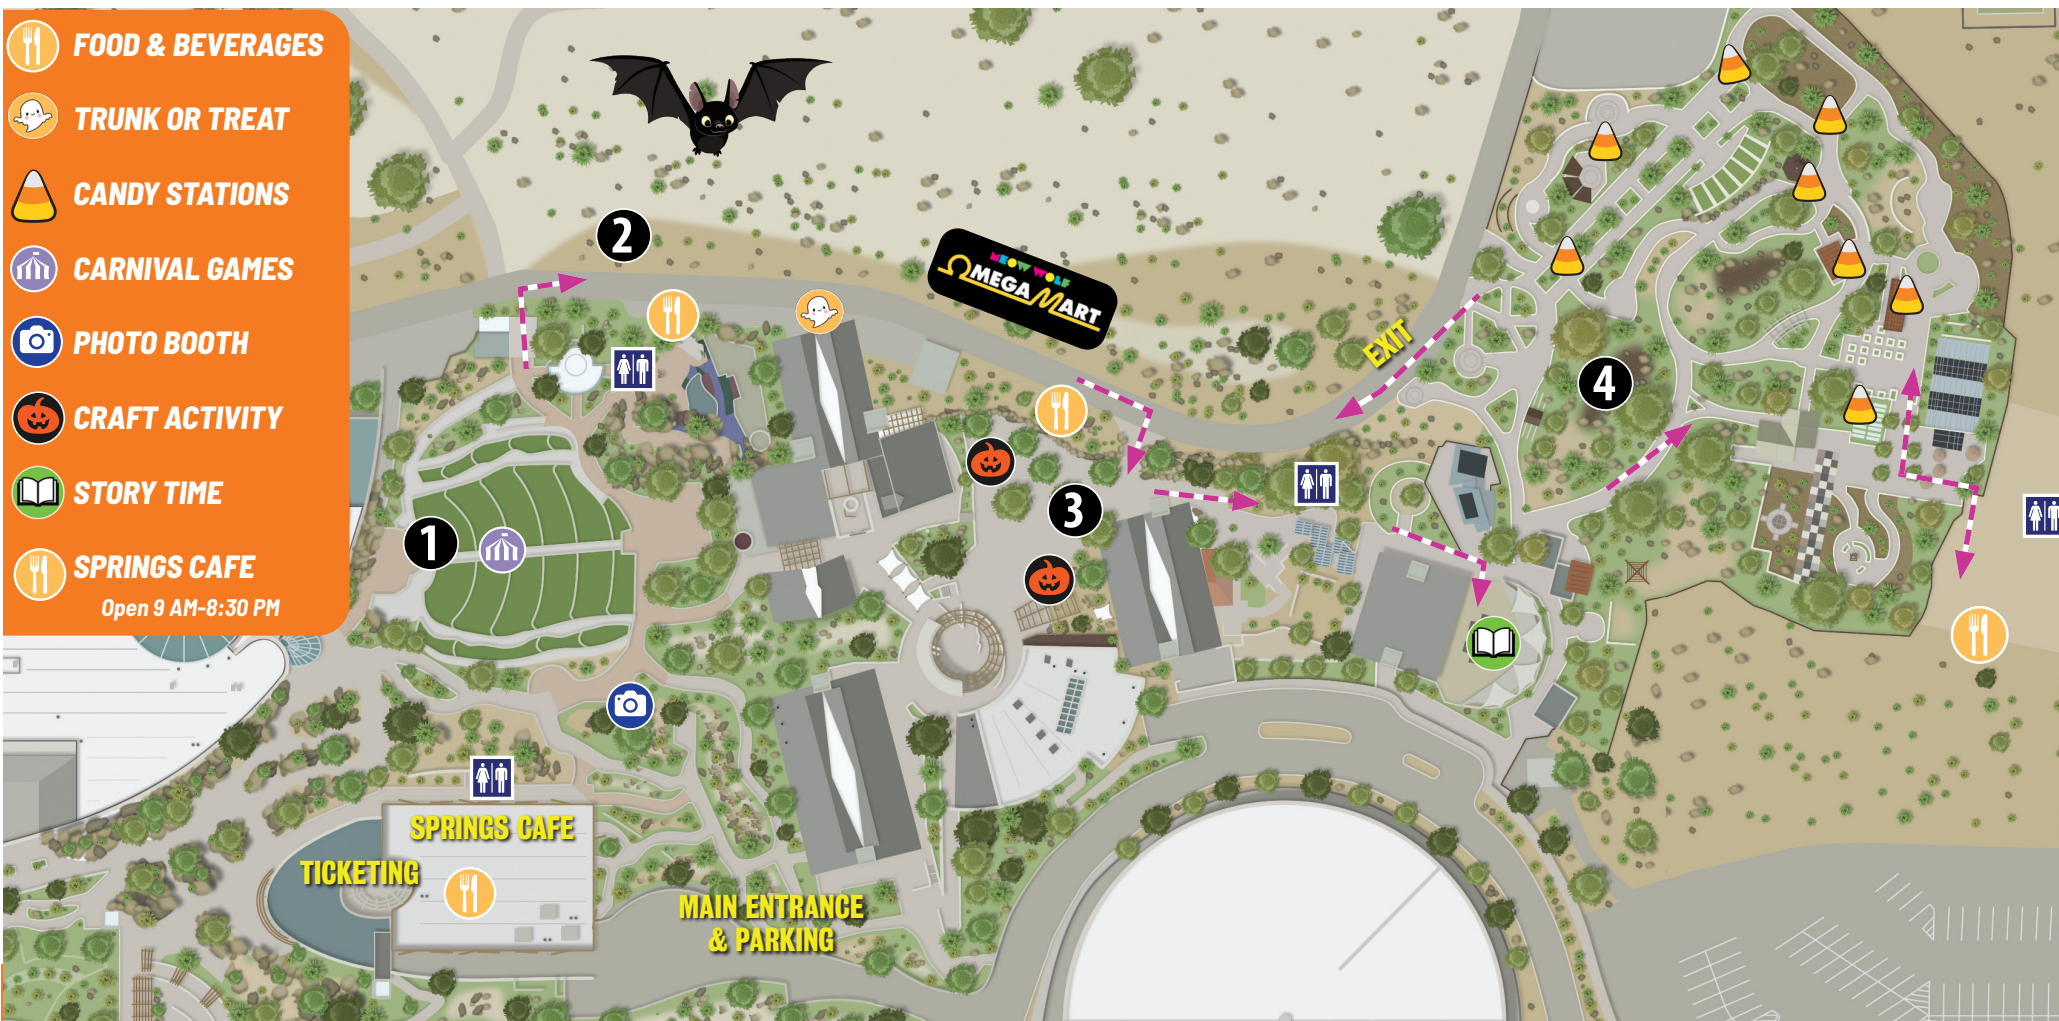 FOOD & BEVERAGES
TRUNK OR TREAT
CANDY STATIONS
CARNIVAL GAMES
PHOTO BOOTH
CRAFT ACTIVITY
STORY TIME
SPRINGS CAFE
Open 9 AM-8:30 PM
2
MEOW WOLF
OMEGA MART
EXIT
4
3
1
SPRINGS CAFE
TICKETING
MAIN ENTRANCE
& PARKING